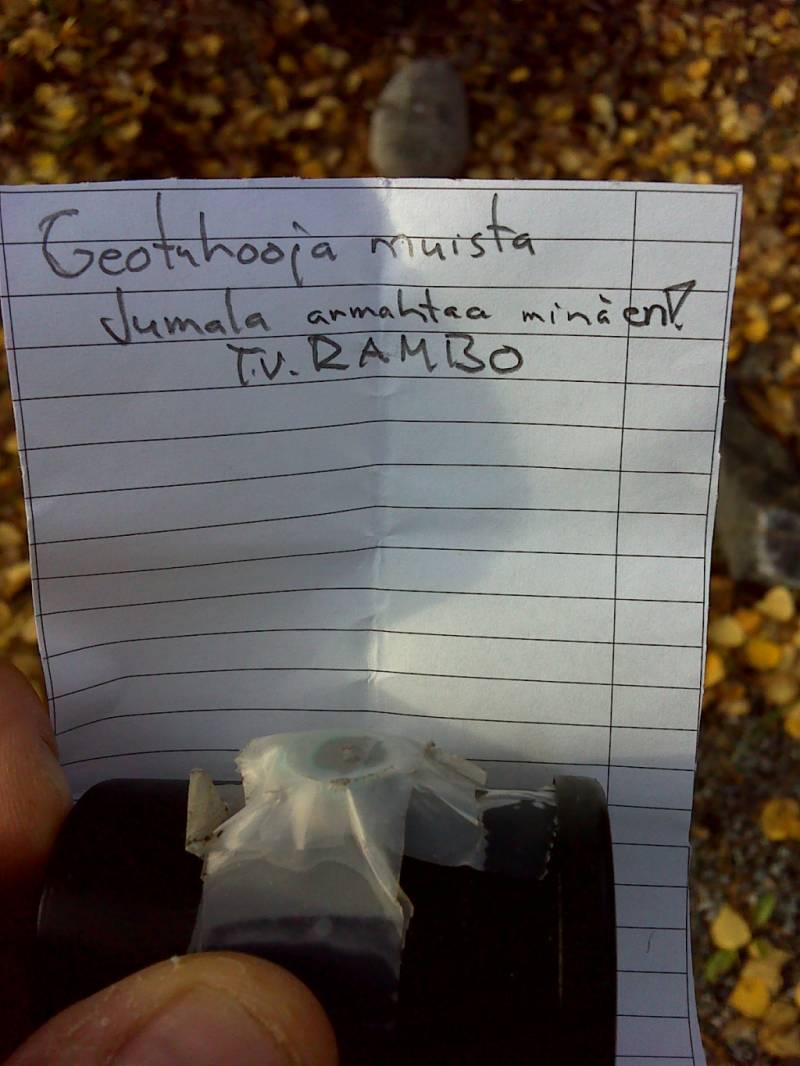 Geotuhooja muista
Jumala armahtaa minä en!
T.V. RAMBO